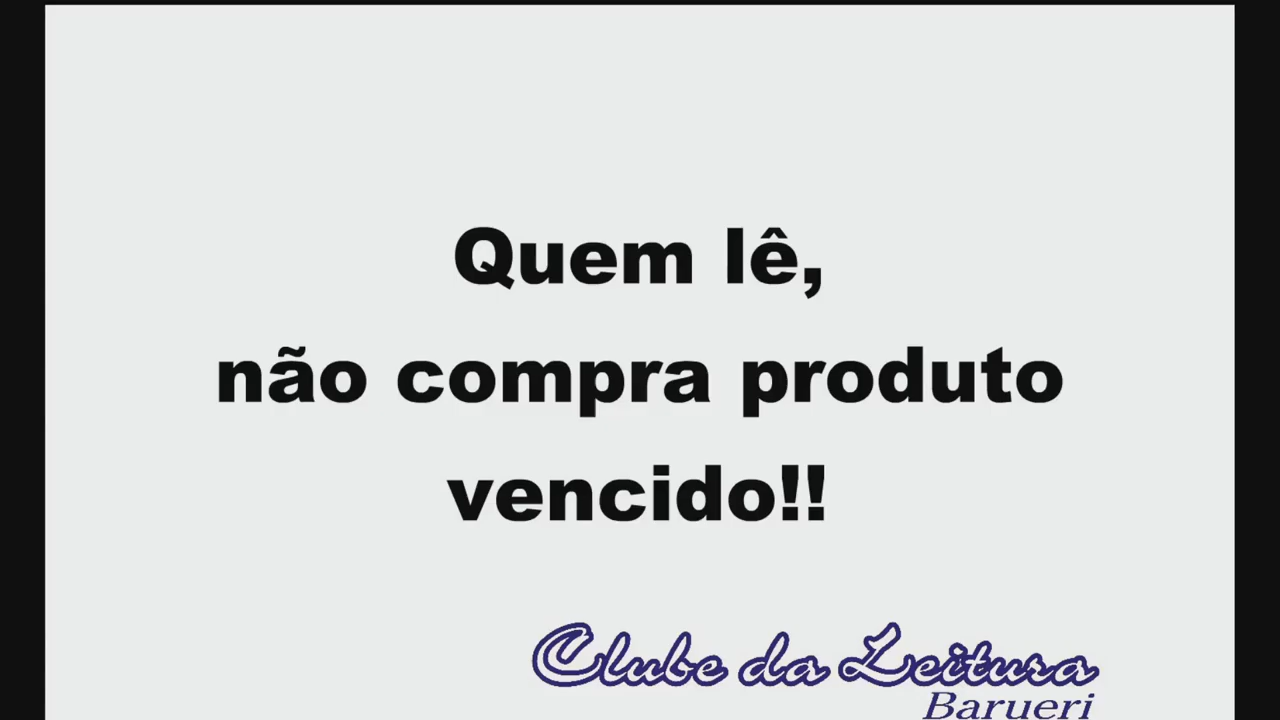 Quem lê,
não compra produto
vencido!!
Clube da Leitura
Barueri